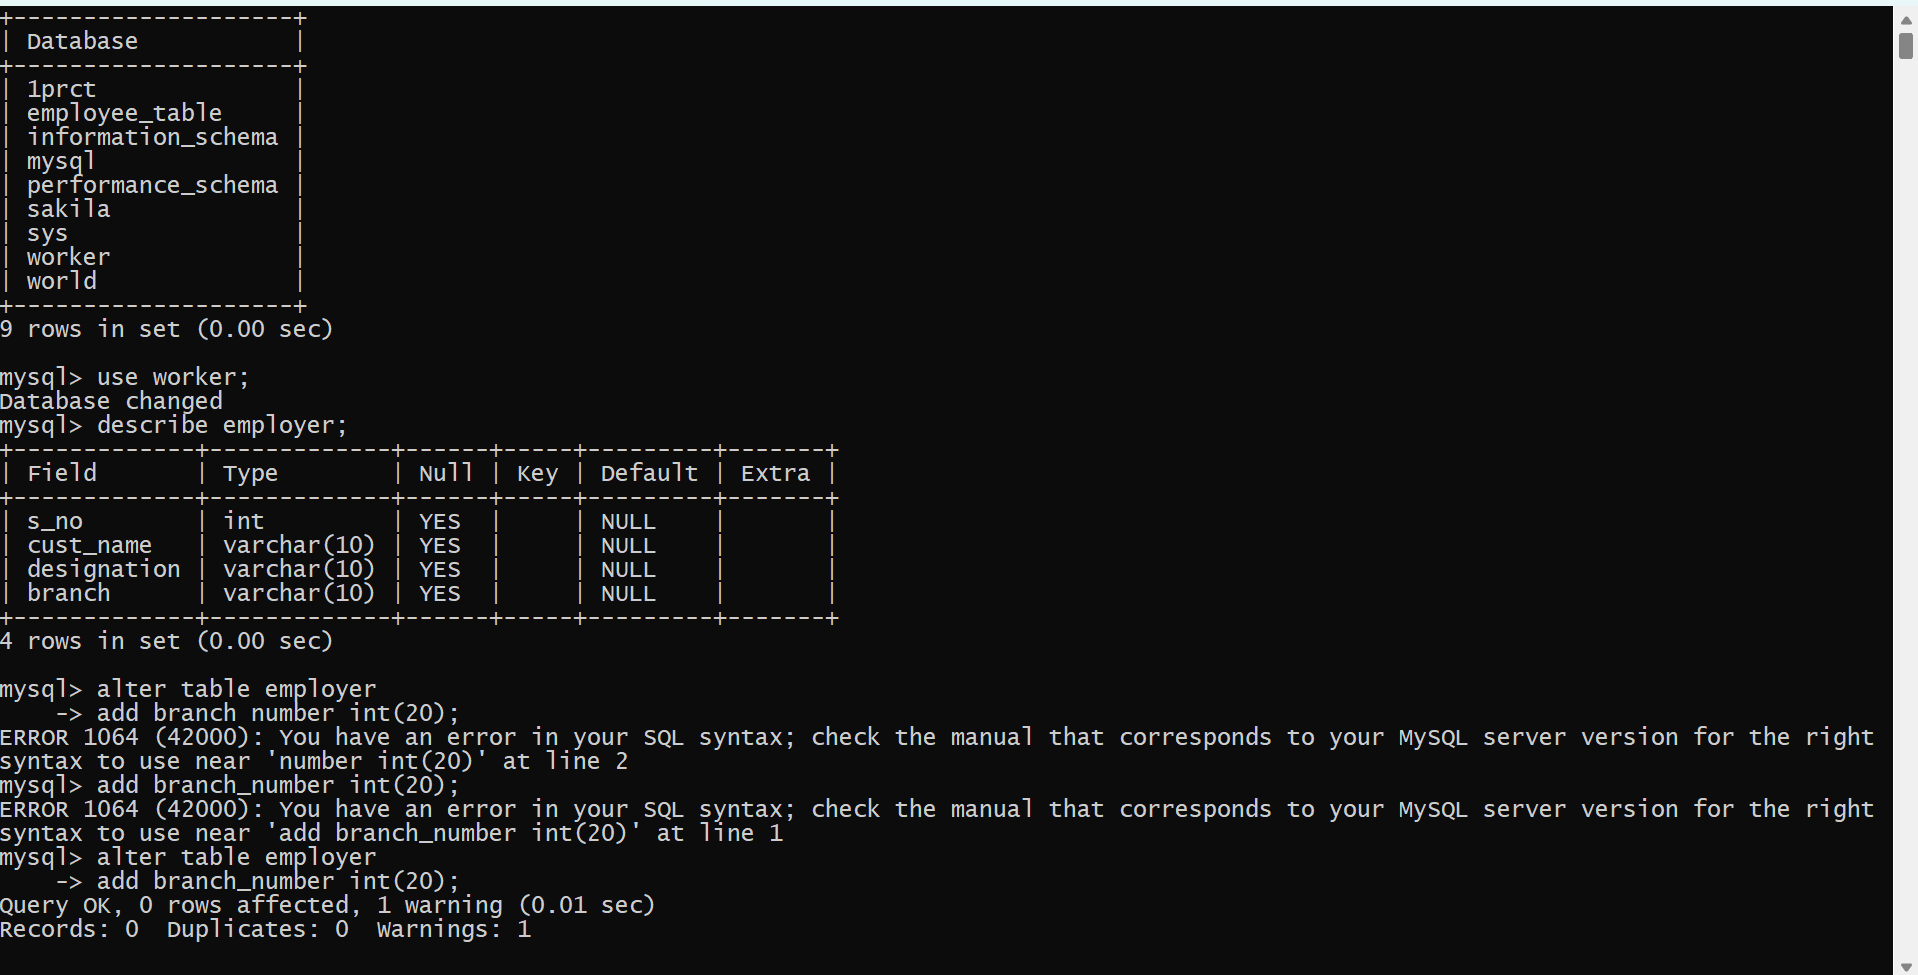 +--------------------+
| Database           |
+--------------------+
| 1prct              |
| employee_table     |
| information_schema |
| mysql              |
| performance_schema |
| sakila             |
| sys                |
| worker             |
| world              |
+--------------------+
9 rows in set (0.00 sec)

mysql> use worker;
Database changed
mysql> describe employer;
+-------------+-------------+------+-----+---------+-------+
| Field       | Type        | Null | Key | Default | Extra |
+-------------+-------------+------+-----+---------+-------+
| s_no        | int         | YES  |     | NULL    |       |
| cust_name   | varchar(10) | YES  |     | NULL    |       |
| designation | varchar(10) | YES  |     | NULL    |       |
| branch      | varchar(10) | YES  |     | NULL    |       |
+-------------+-------------+------+-----+---------+-------+
4 rows in set (0.00 sec)

mysql> alter table employer
    -> add branch number int(20);
ERROR 1064 (42000): You have an error in your SQL syntax; check the manual that corresponds to your MySQL server version for the right
syntax to use near 'number int(20)' at line 2
mysql> add branch_number int(20);
ERROR 1064 (42000): You have an error in your SQL syntax; check the manual that corresponds to your MySQL server version for the right
syntax to use near 'add branch_number int(20)' at line 1
mysql> alter table employer
    -> add branch_number int(20);
Query OK, 0 rows affected, 1 warning (0.01 sec)
Records: 0  Duplicates: 0  Warnings: 1